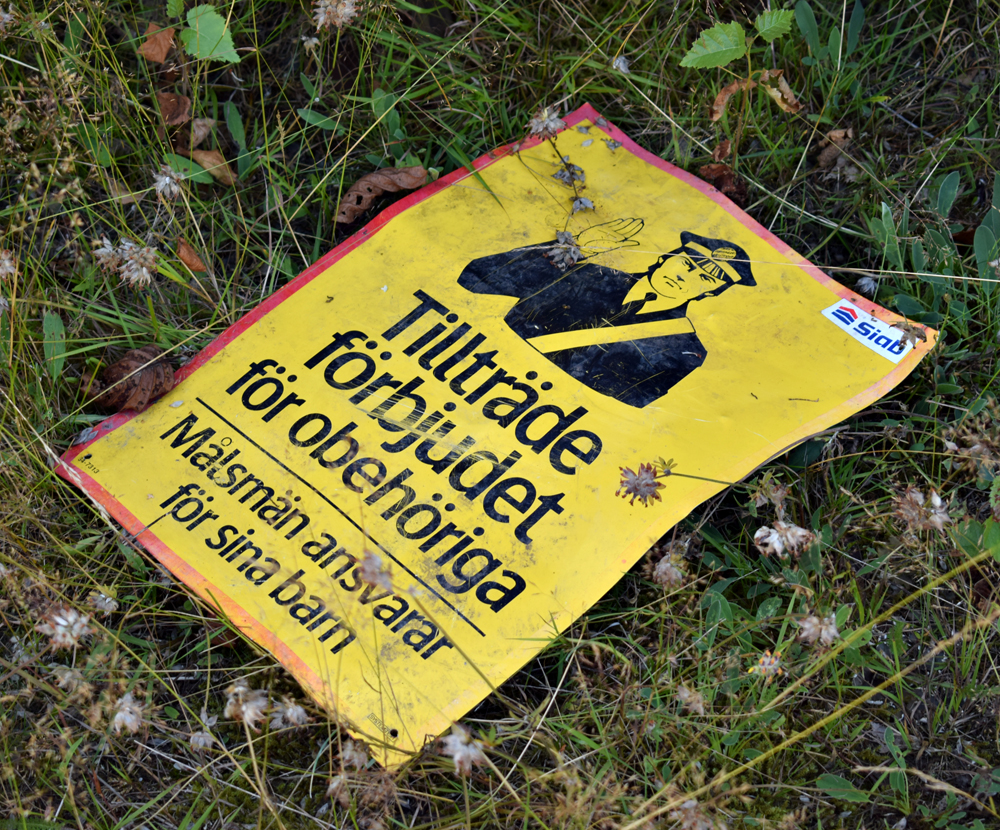 Siab
Tillträde
förbjudet
för obehöriga
Målsmän ansvarar
för sina barn